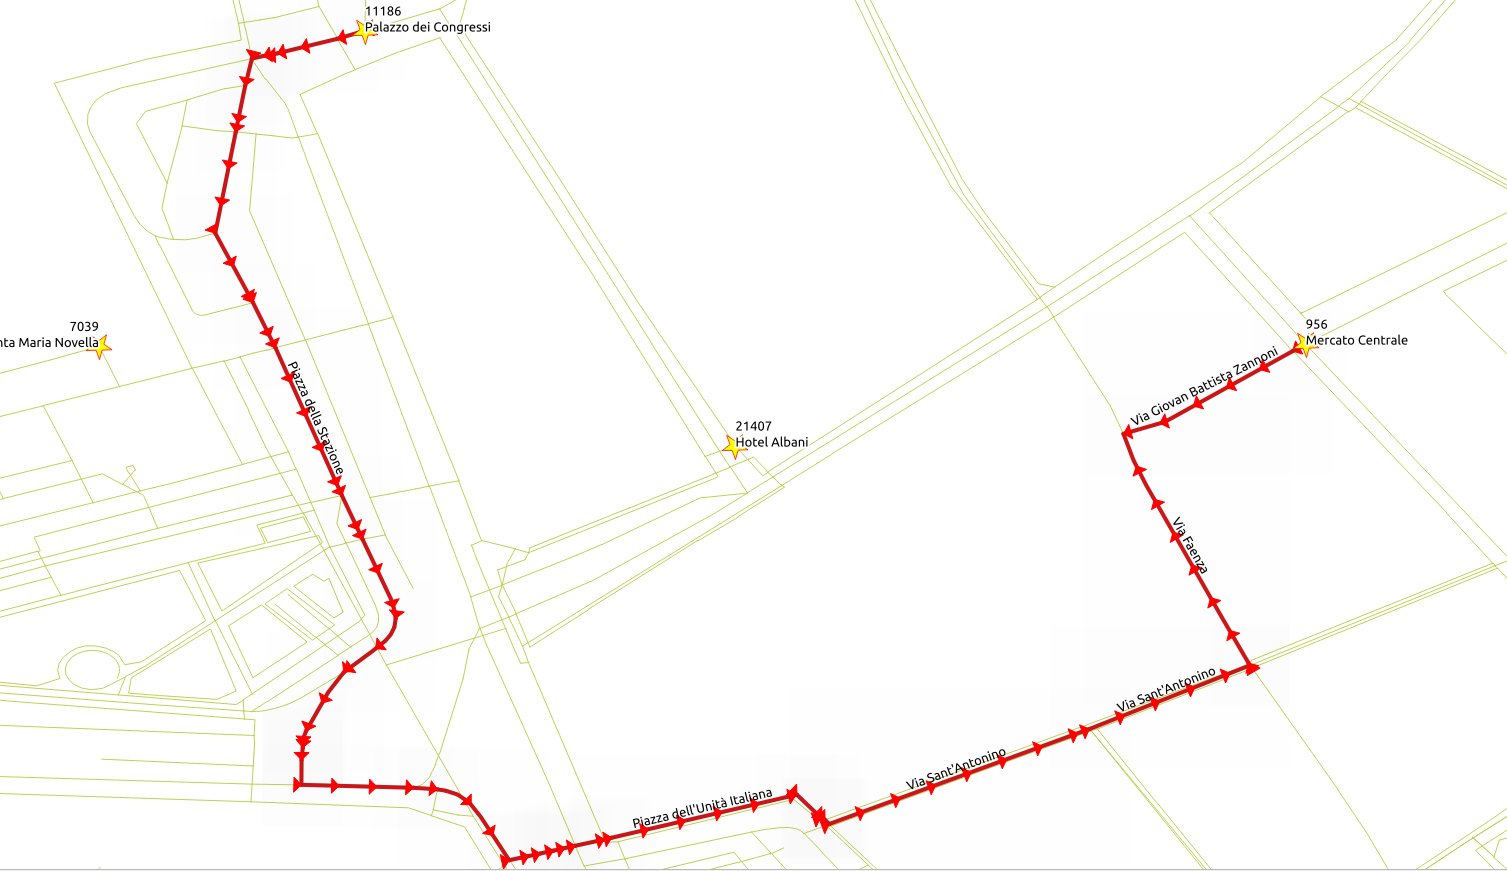 11186
Palazzo dei Congressi
7039
nta Maria Novella
956
Mercato Centrale
Via Giovan Battista Zannoni
Piazza della Stazione
21407
Hotel Albani
Via Faenza
Via Sant'Antonino
Via Sant'Antonino
Piazza dell'Unità Italiana